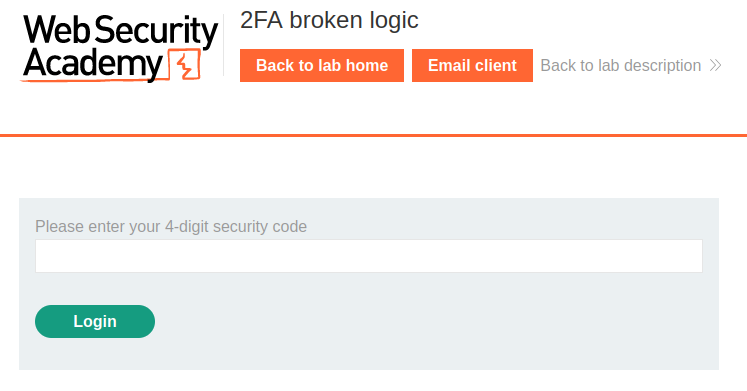 Web Security
Academy
2FA broken logic
Back to lab home Email client Back to lab description
Please enter your 4-digit security code
Login